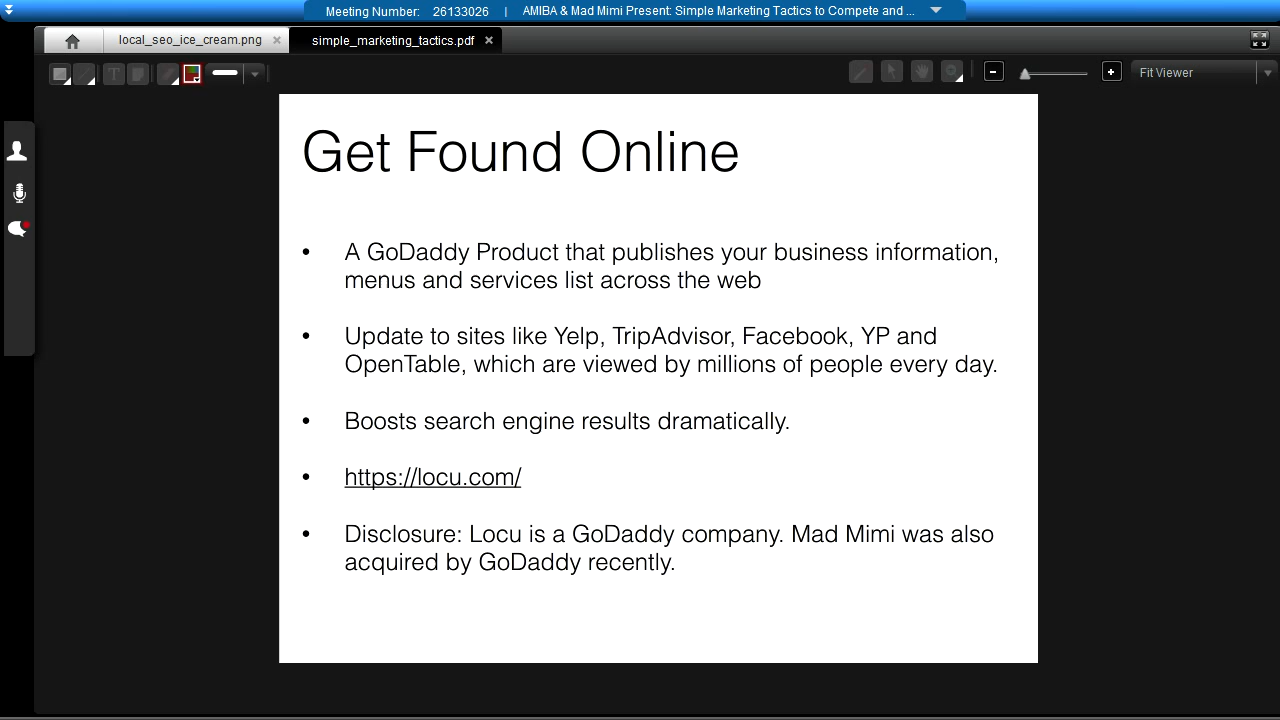 Meeting Number: 26133026 | AMIBA & Mad Mimi Present: Simple Marketing Tactics to Compete and ...
local_seo_ice_cream.png simple_marketing_tactics.pdf
T Fit Viewer
Get Found Online
• A GoDaddy Product that publishes your business information,
menus and services list across the web
• Update to sites like Yelp, TripAdvisor, Facebook, YP and
OpenTable, which are viewed by millions of people every day.
• Boosts search engine results dramatically.
• https://locu.com/
• Disclosure: Locu is a GoDaddy company. Mad Mimi was also
acquired by GoDaddy recently.